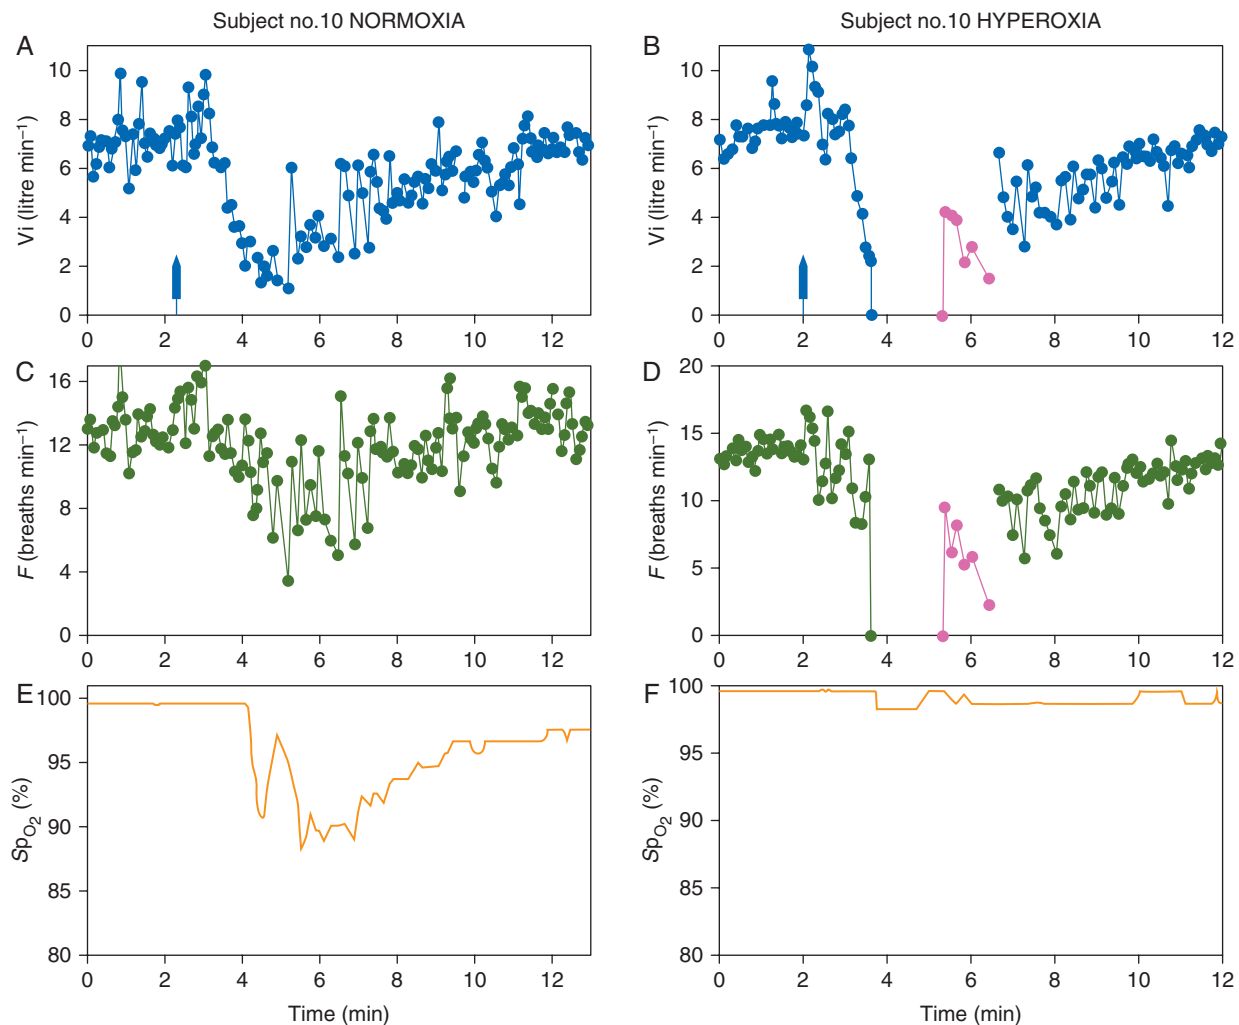 Subject no.10 NORMOXIA
Subject no.10 HYPEROXIA
A
10
8
6
4
2
0
Vi (litre min−1)
0 2 4 6 8 10 12
B
10
8
6
4
2
0
Vi (litre min−1)
0 2 4 6 8 10 12
C
16
12
8
4
0
F (breaths min−1)
0 2 4 6 8 10 12
D
20
15
10
5
0
F (breaths min−1)
0 2 4 6 8 10 12
E
100
95
90
85
80
SpO2 (%)
0 2 4 6 8 10 12
Time (min)
F
100
95
90
85
80
SpO2 (%)
0 2 4 6 8 10 12
Time (min)